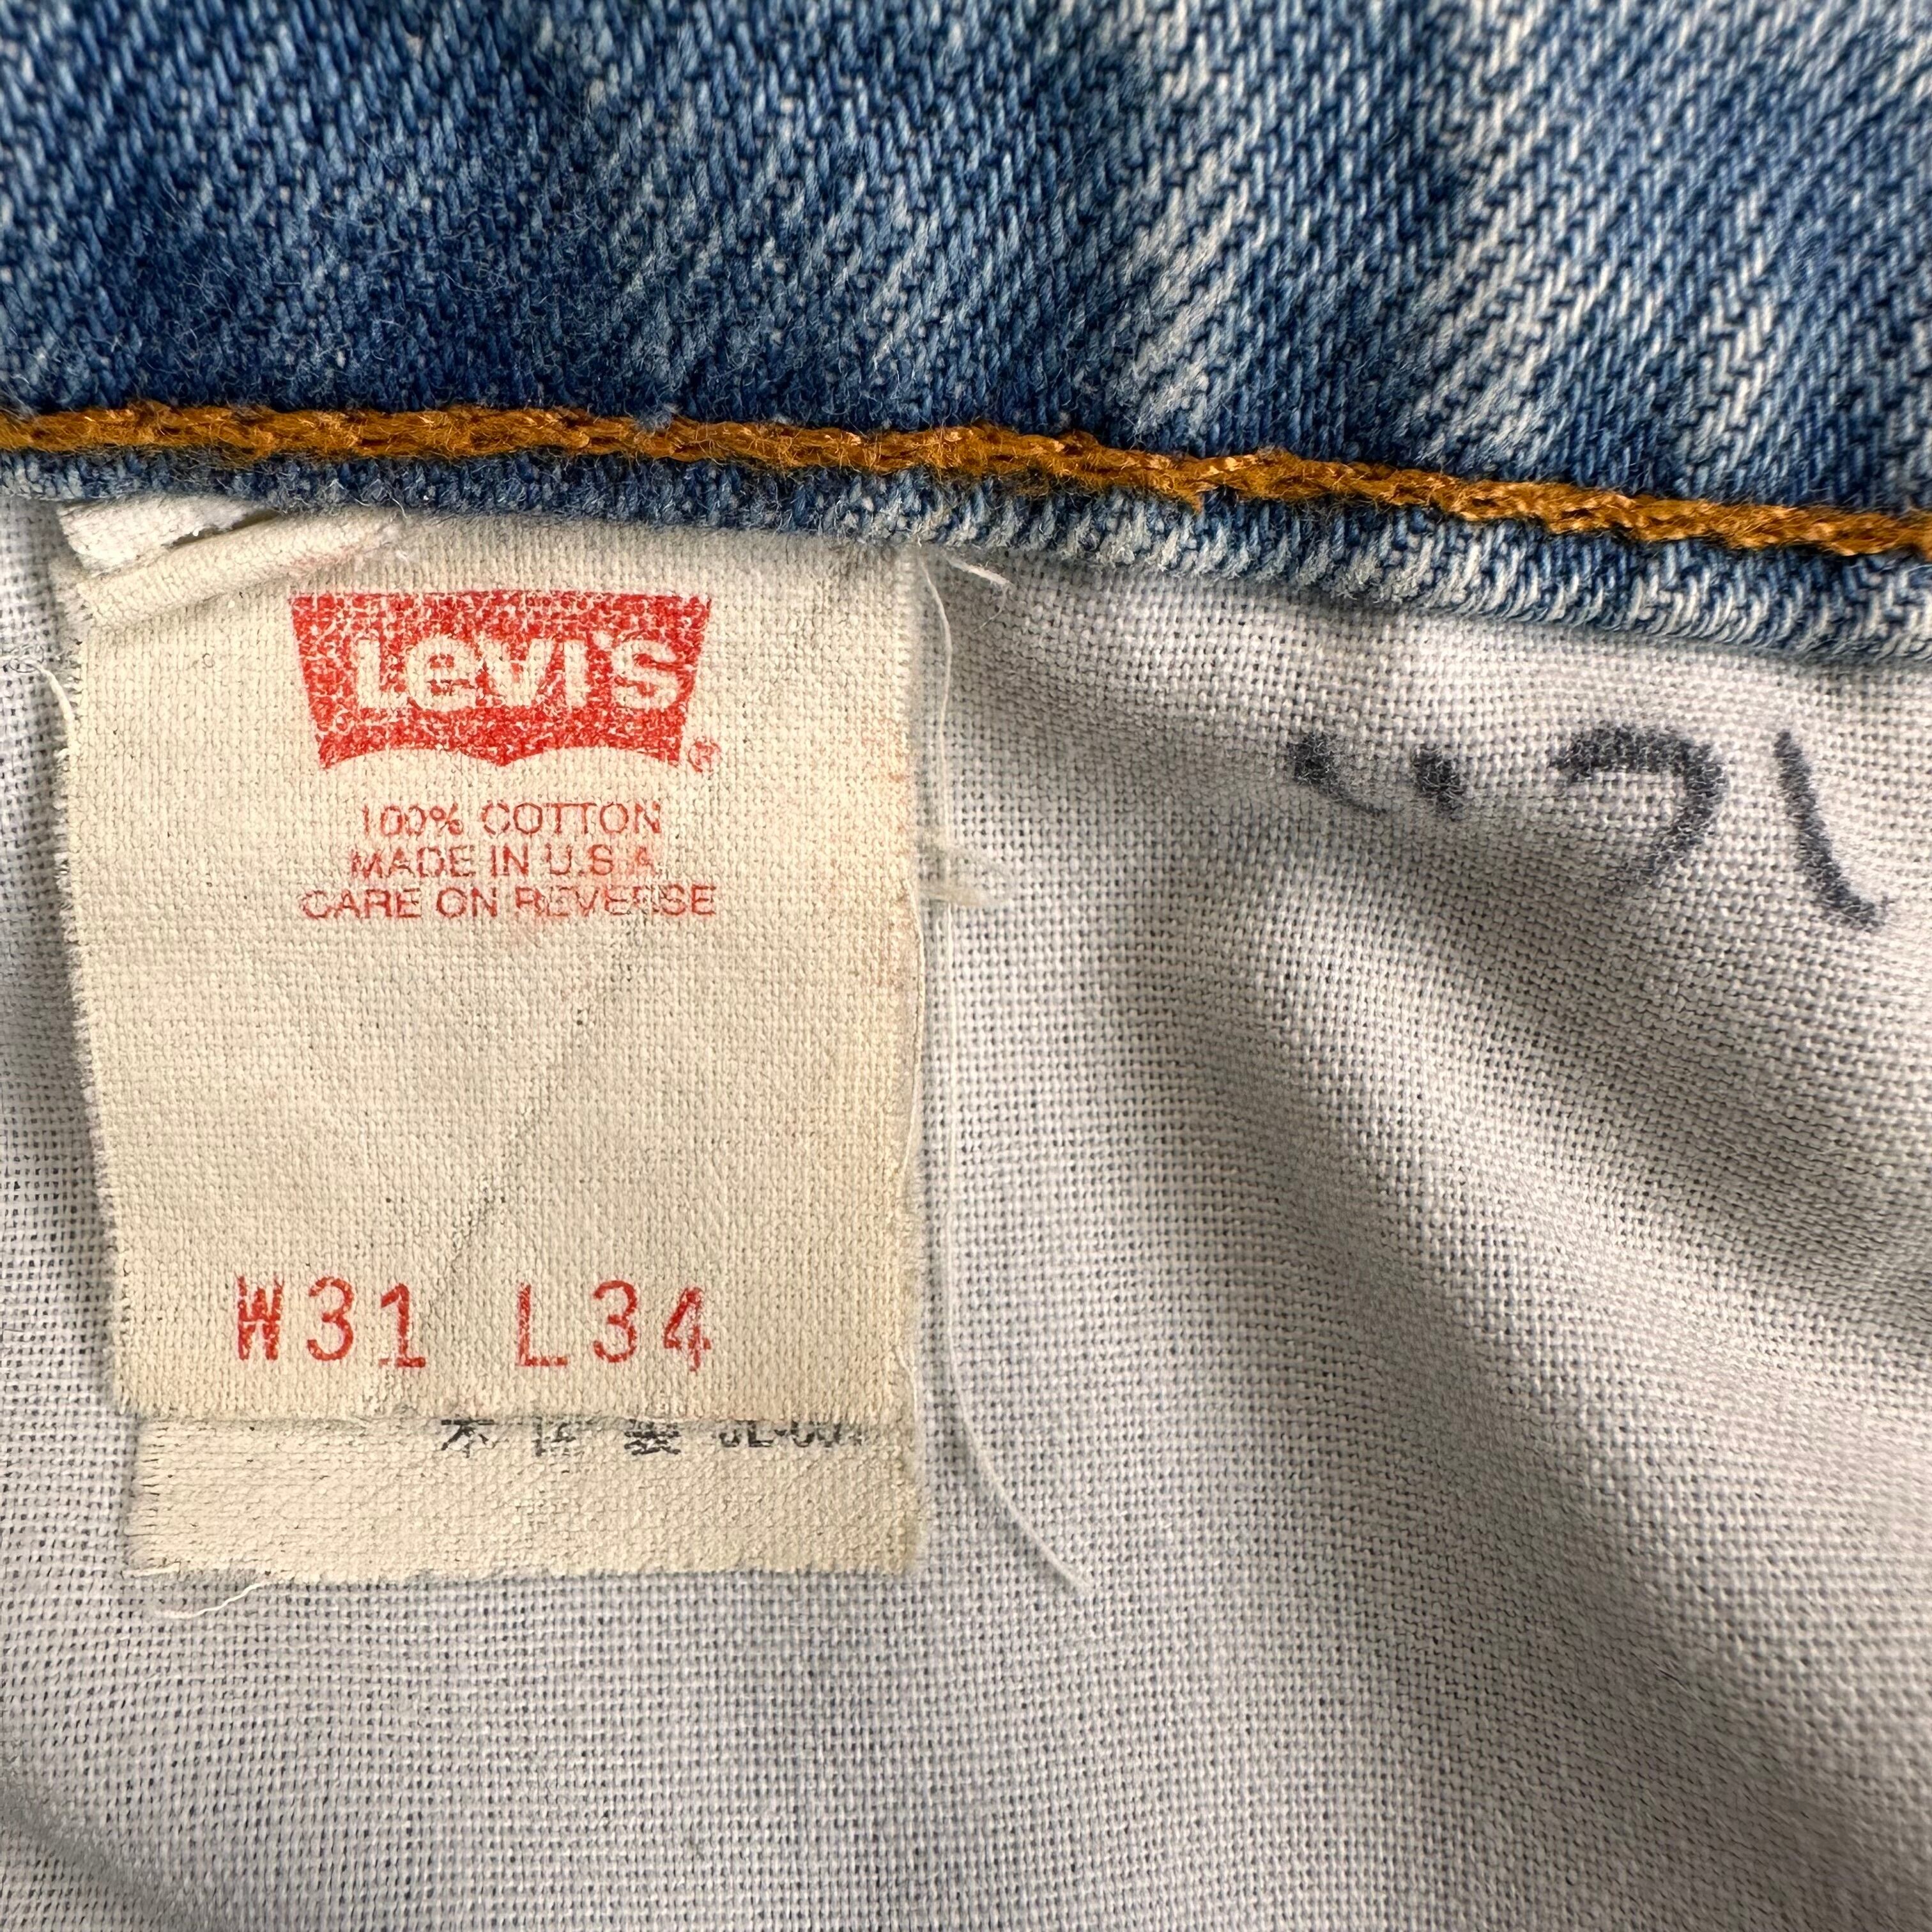 Levi's®
100% COTTON
MADE IN U.S.A.
CARE ON REVERSE
W31 L34